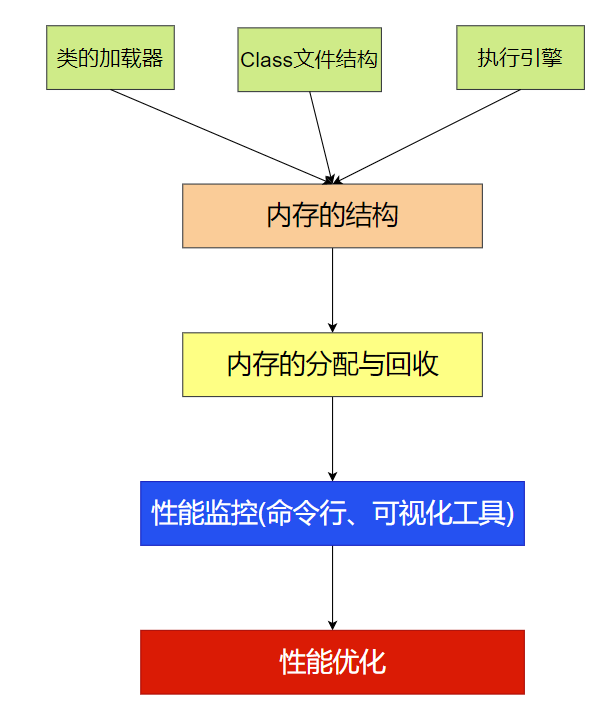 类的加载器
Class文件结构
执行引擎
内存的结构
内存的分配与回收
性能监控(命令行、可视化工具)
性能优化